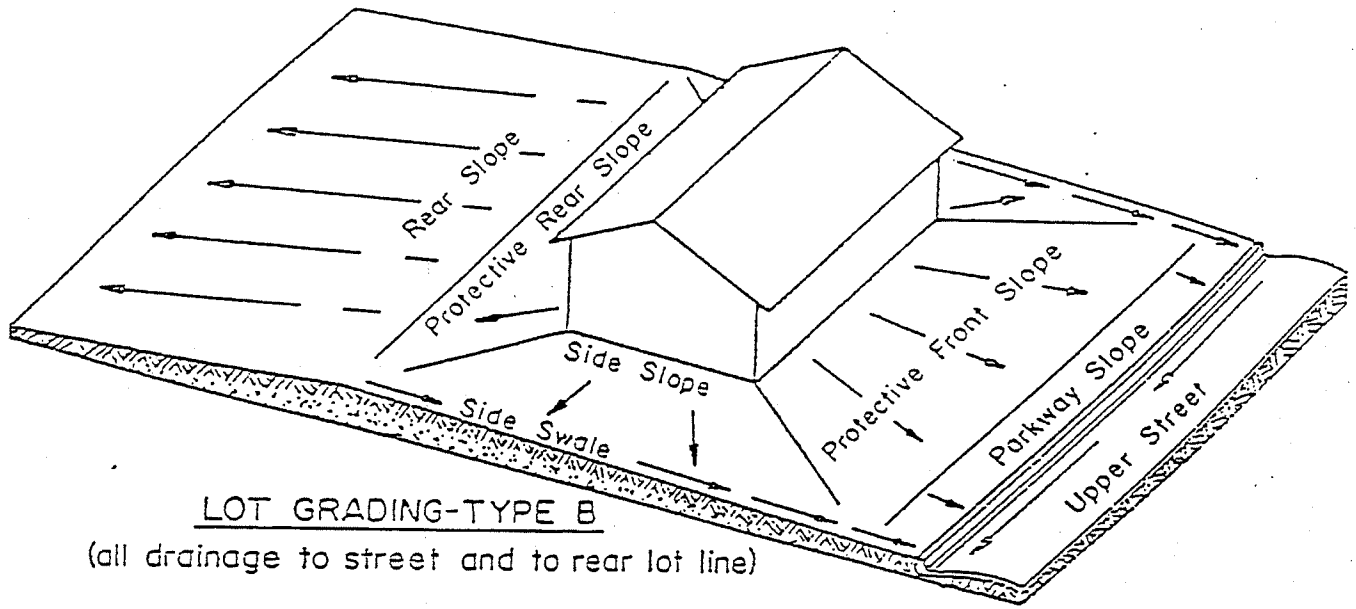 Rear Slope
Protective Rear Slope
Side Slope
Side Swale
Protective Front Slope
Parkway Slope
Upper Street
LOT GRADING-TYPE B
(all drainage to street and to rear lot line)